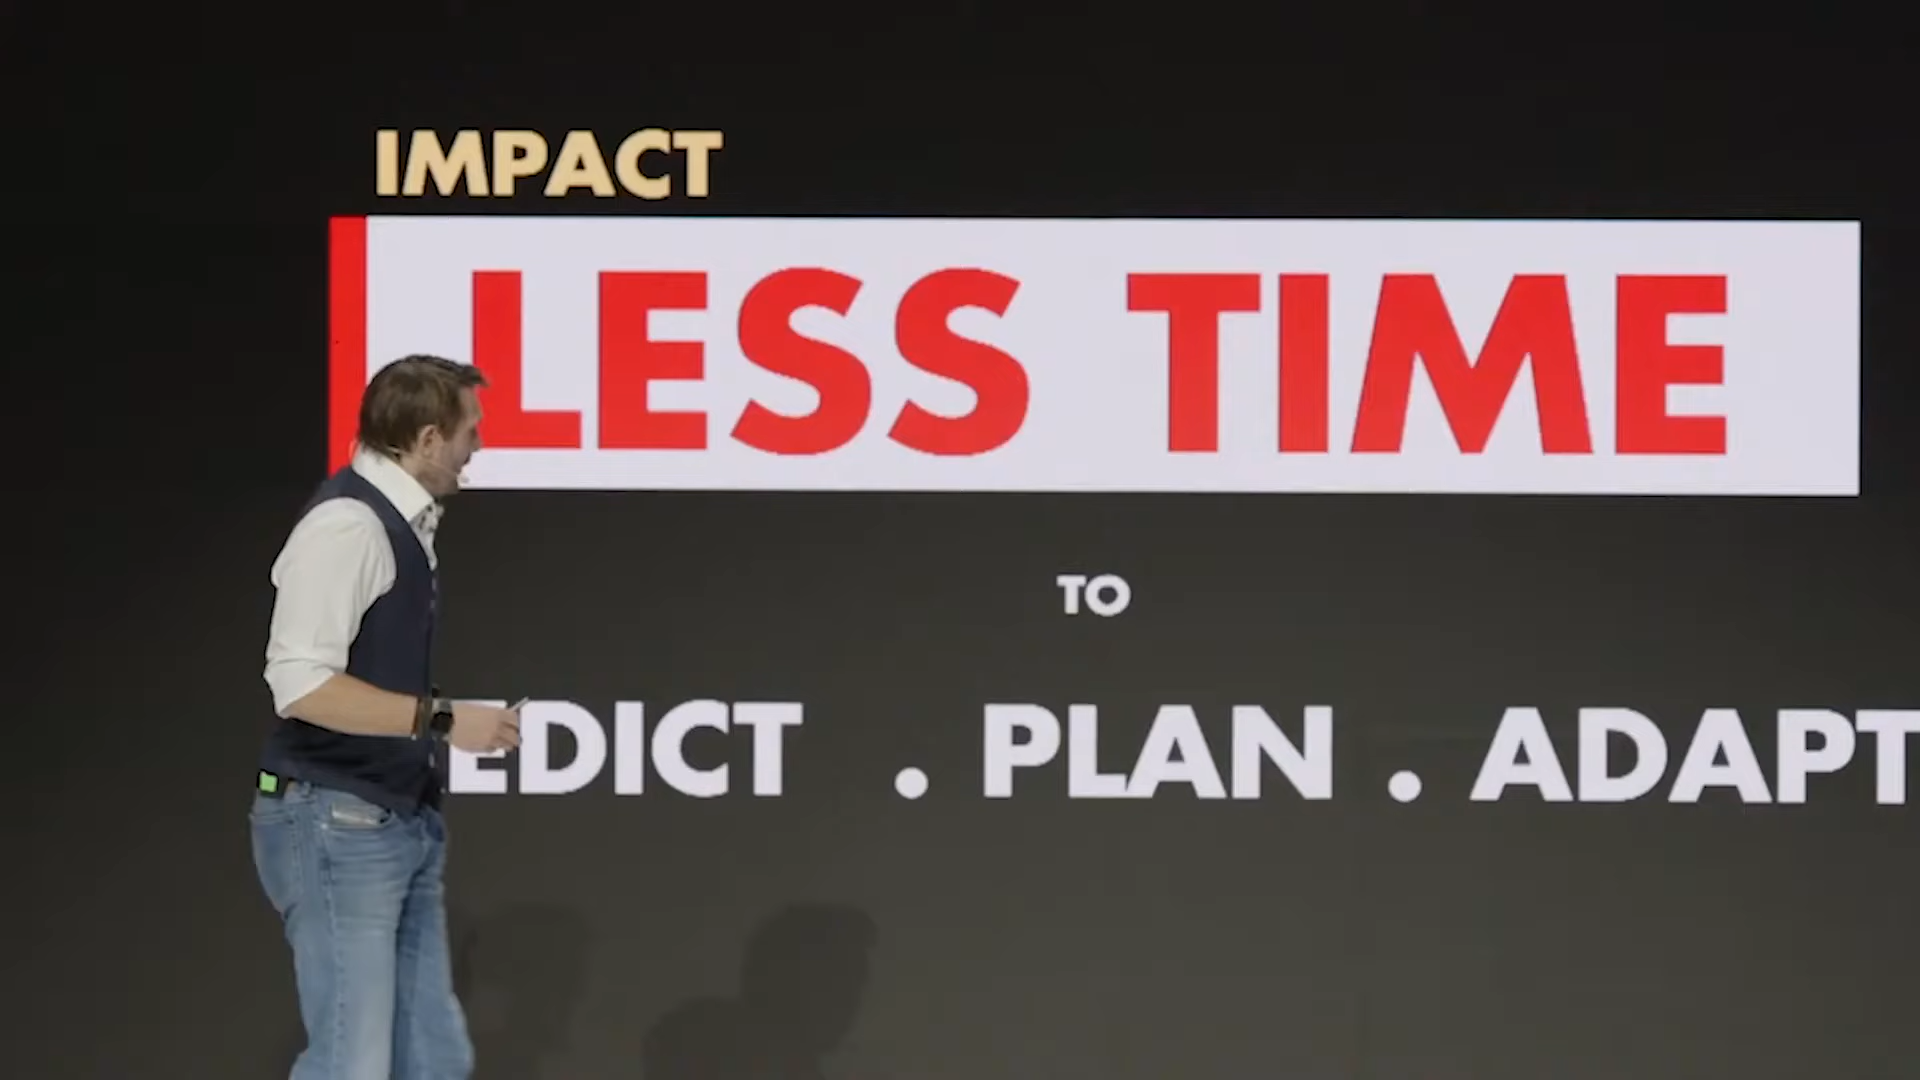 IMPACT
LESS TIME
TO
EDICT . PLAN . ADAPT